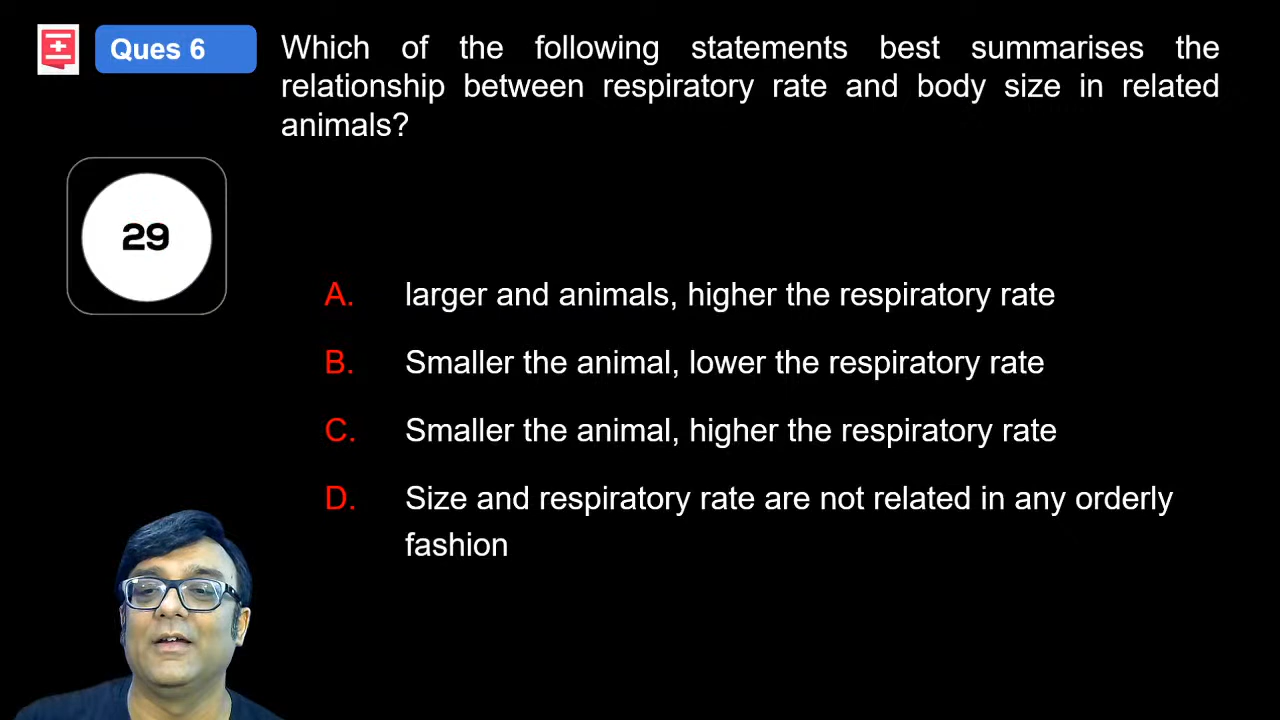 Ques 6
Which of the following statements best summarises the
relationship between respiratory rate and body size in related
animals?
29
A. larger and animals, higher the respiratory rate
B. Smaller the animal, lower the respiratory rate
C. Smaller the animal, higher the respiratory rate
D. Size and respiratory rate are not related in any orderly
fashion